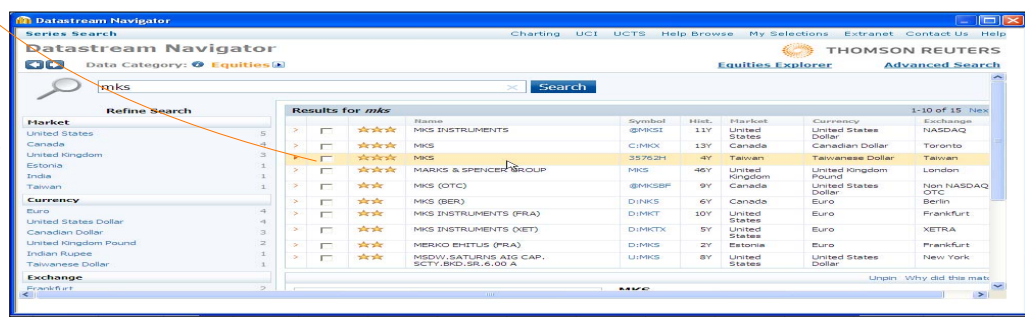 Datastream Navigator
Series Search Charting UCI UCTS Help Browse My Selections Extranet Contact Us Help
Datastream Navigator THOMSON REUTERS
Data Category: Equities Equities Explorer Advanced Search
mks Search
Refine Search Results for mks 1-10 of 15 Nex
Market Name Symbol Hist. Market Currency Exchange
United States 5
Canada 4
United Kingdom 3
Estonia 1
India 1
Taiwan 1
Currency
Euro 4
United States Dollar 4
Canadian Dollar 3
United Kingdom Pound 2
Indian Rupee 1
Taiwanese Dollar 1
Exchange
Frankfurt 2
> MKS INSTRUMENTS @MKSI 11Y United States United States Dollar NASDAQ
> MKS C:MKX 13Y Canada Canadian Dollar Toronto
> MKS 35762H 4Y Taiwan Taiwanese Dollar Taiwan
> MARKS & SPENCER GROUP MKS 46Y United Kingdom United Kingdom Pound London
> MKS (OTC) @MKSBF 9Y Canada United States Dollar Non NASDAQ OTC
> MKS (BER) D:NKS 6Y Canada Euro Berlin
> MKS INSTRUMENTS (FRA) D:MKT 10Y United States Euro Frankfurt
> MKS INSTRUMENTS (XET) D:MKTX 5Y United States Euro XETRA
> MERKO EHITUS (FRA) D:MKS 2Y Estonia Euro Frankfurt
> MSDW.SATURNS AIG CAP. SCTY.BKD.SR.6.00 A U:MKS 8Y United States United States Dollar New York
Unpin Why did this matc
MKS